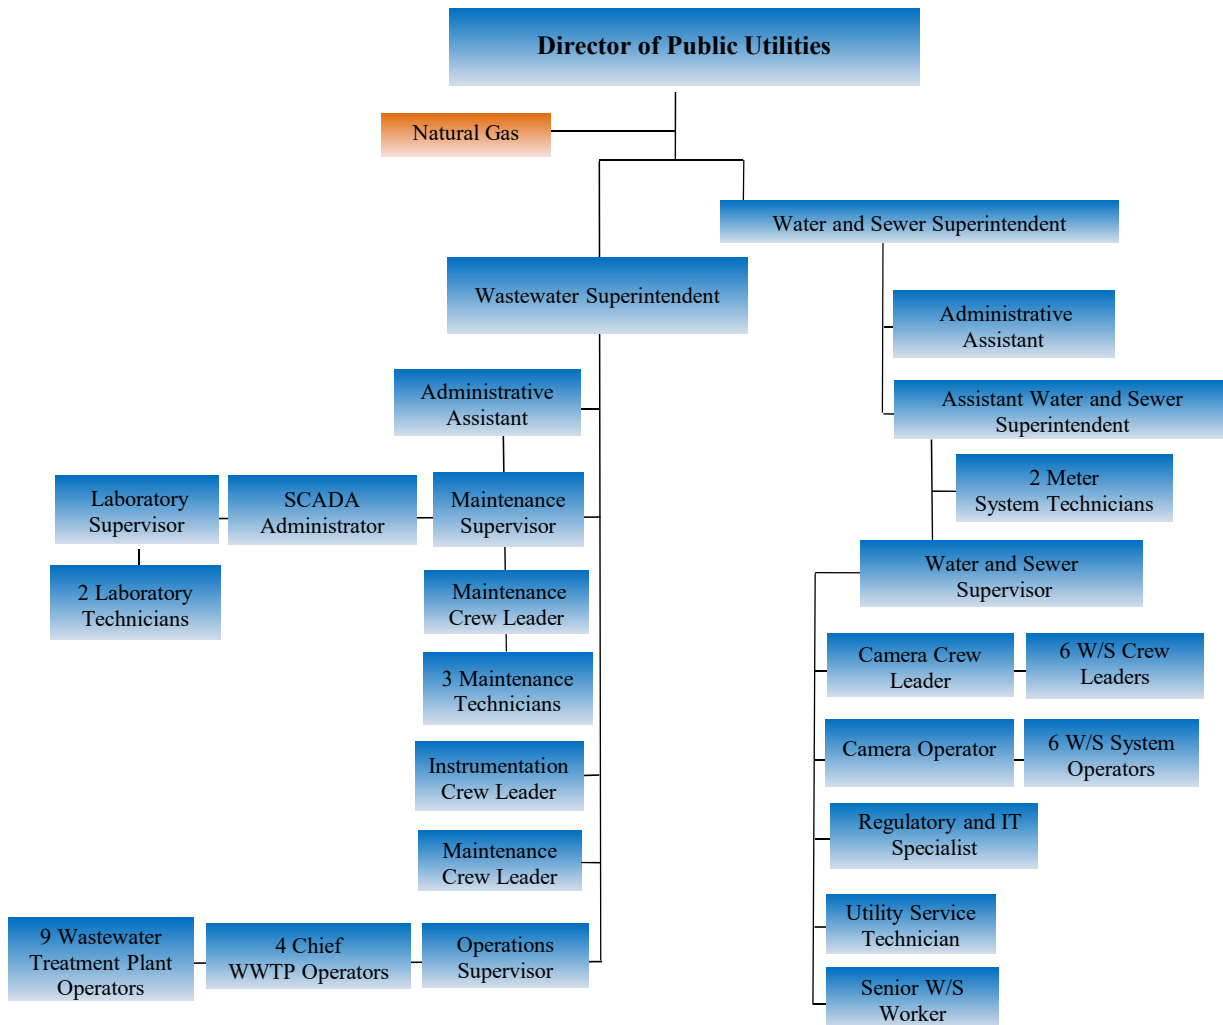 Director of Public Utilities
Natural Gas
Water and Sewer Superintendent
Wastewater Superintendent
Administrative
Assistant
Assistant Water and Sewer
Superintendent
2 Meter
System Technicians
Water and Sewer
Supervisor
Camera Crew
Leader
6 W/S Crew
Leaders
Camera Operator
6 W/S System
Operators
Regulatory and IT
Specialist
Utility Service
Technician
Senior W/S
Worker
Administrative
Assistant
Laboratory
Supervisor
SCADA
Administrator
Maintenance
Supervisor
2 Laboratory
Technicians
Maintenance
Crew Leader
3 Maintenance
Technicians
Instrumentation
Crew Leader
Maintenance
Crew Leader
9 Wastewater
Treatment Plant
Operators
4 Chief
WWTP Operators
Operations
Supervisor